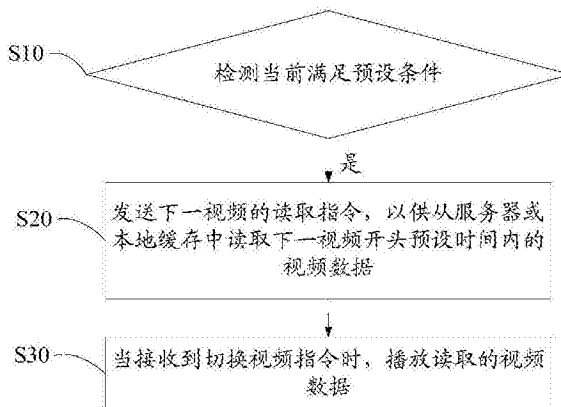 S10
检测当前满足预设条件
是
S20
发送下一视频的读取指令，以供从服务器或
本地缓存中读取下一视频开头预设时间内的
视频数据
S30
当接收到切换视频指令时，播放读取的视频
数据